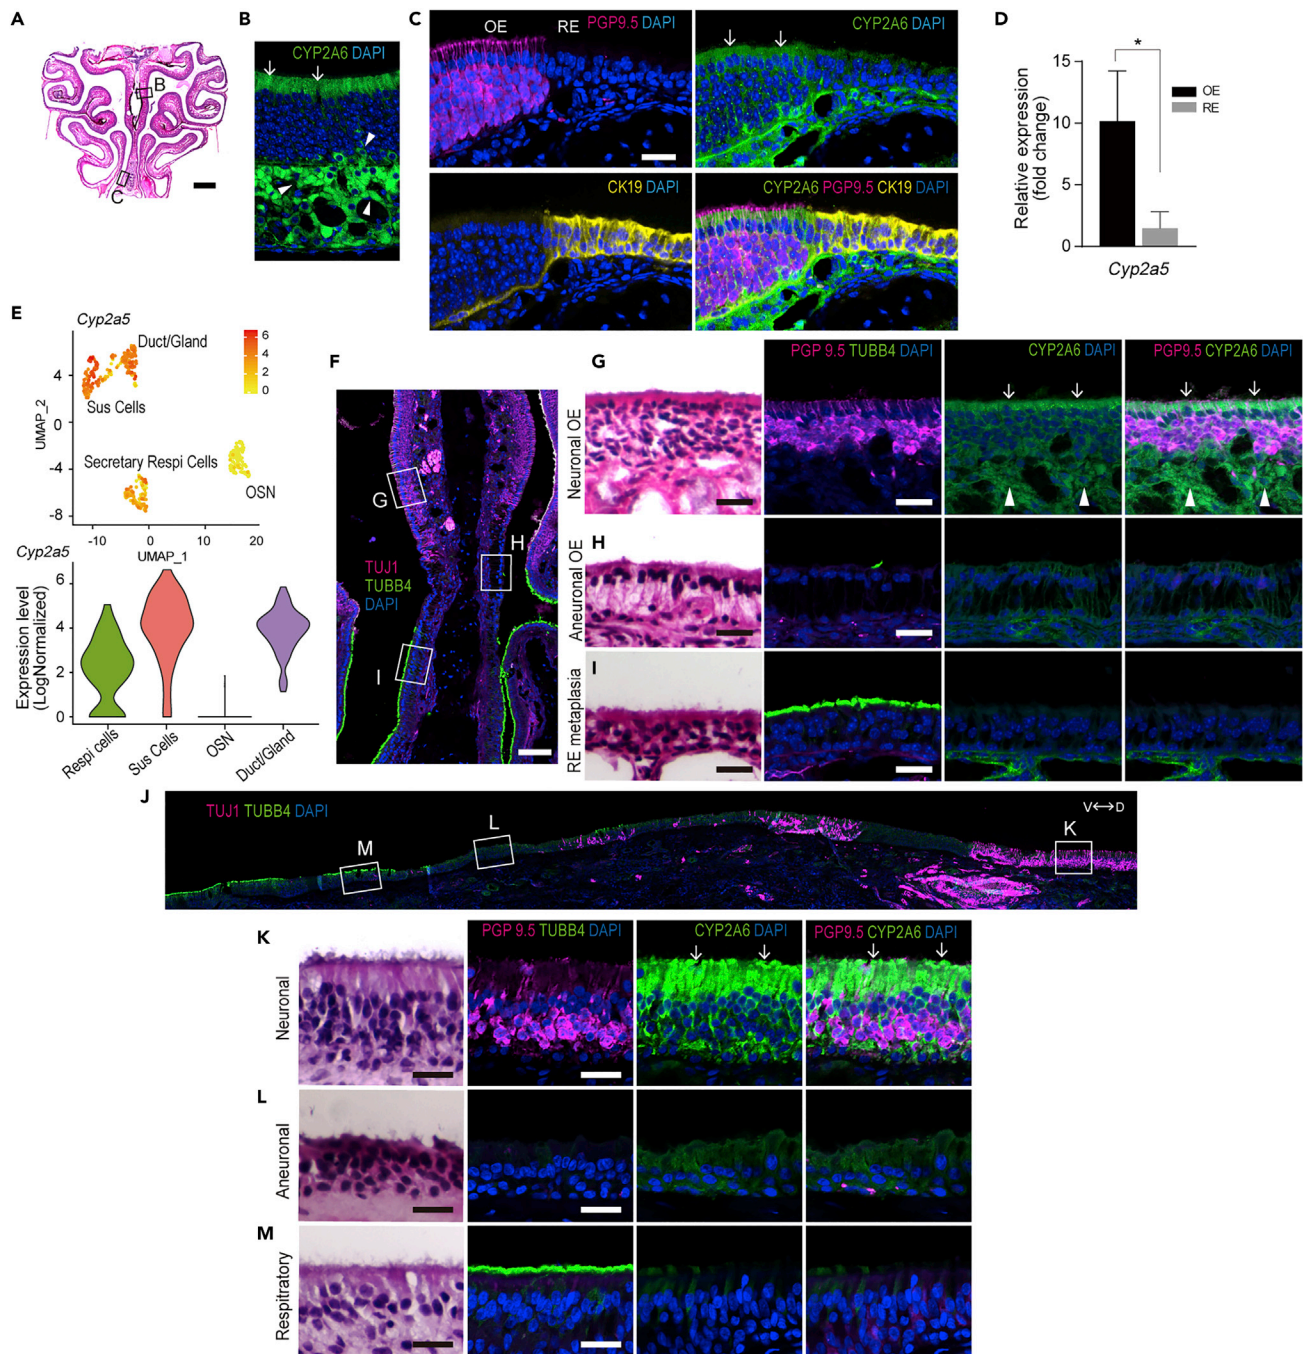 A
B
C
B
CYP2A6 DAPI
C
PGP9.5 DAPI
OE RE
CYP2A6 DAPI
CK19 DAPI
CYP2A6 PGP9.5 CK19 DAPI
D
*
15
10
5
0
Relative expression
(fold change)
OE
RE
Cyp2a5
E
Cyp2a5
Duct/Gland
Sus Cells
Secretary Respi Cells
OSN
6
4
2
0
4
0
-4
-8
UMAP_2
-10 0 10 20
UMAP_1
Cyp2a5
6
4
2
0
Expression level
(LogNormalized)
Respi cells
Sus Cells
OSN
Duct/Gland
F
G
H
I
TUJ1
TUBB4
DAPI
G
Neuronal OE
PGP 9.5 TUBB4 DAPI
CYP2A6 DAPI
PGP9.5 CYP2A6 DAPI
H
Aneuronal OE
I
RE metaplasia
J
TUJ1 TUBB4 DAPI
V↔D
M
L
K
K
Neuronal
PGP 9.5 TUBB4 DAPI
CYP2A6 DAPI
PGP9.5 CYP2A6 DAPI
L
Aneuronal
M
Respitratory